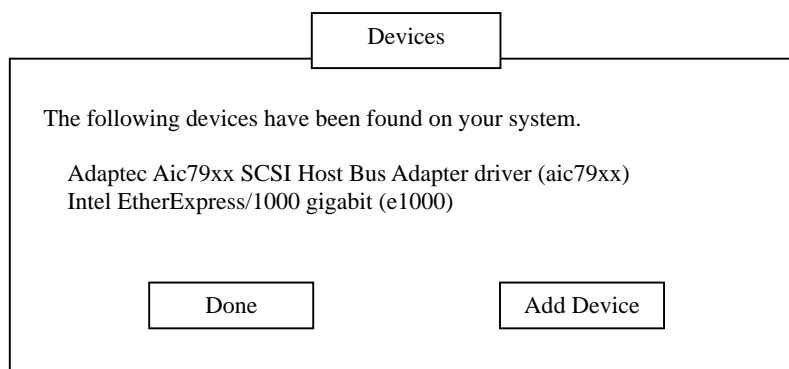 Devices
The following devices have been found on your system.
Adaptec Aic79xx SCSI Host Bus Adapter driver (aic79xx)
Intel EtherExpress/1000 gigabit (e1000)
Done
Add Device